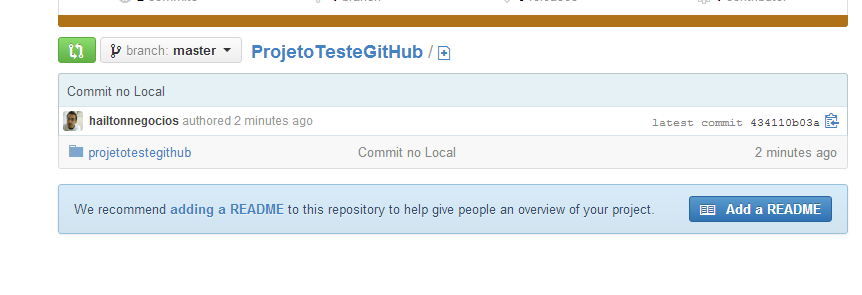 branch: master ProjetoTesteGitHub /
Commit no Local
hailtonnegocios authored 2 minutes ago latest commit 434110b03a
projetotestegithub Commit no Local 2 minutes ago
We recommend adding a README to this repository to help give people an overview of your project. Add a README